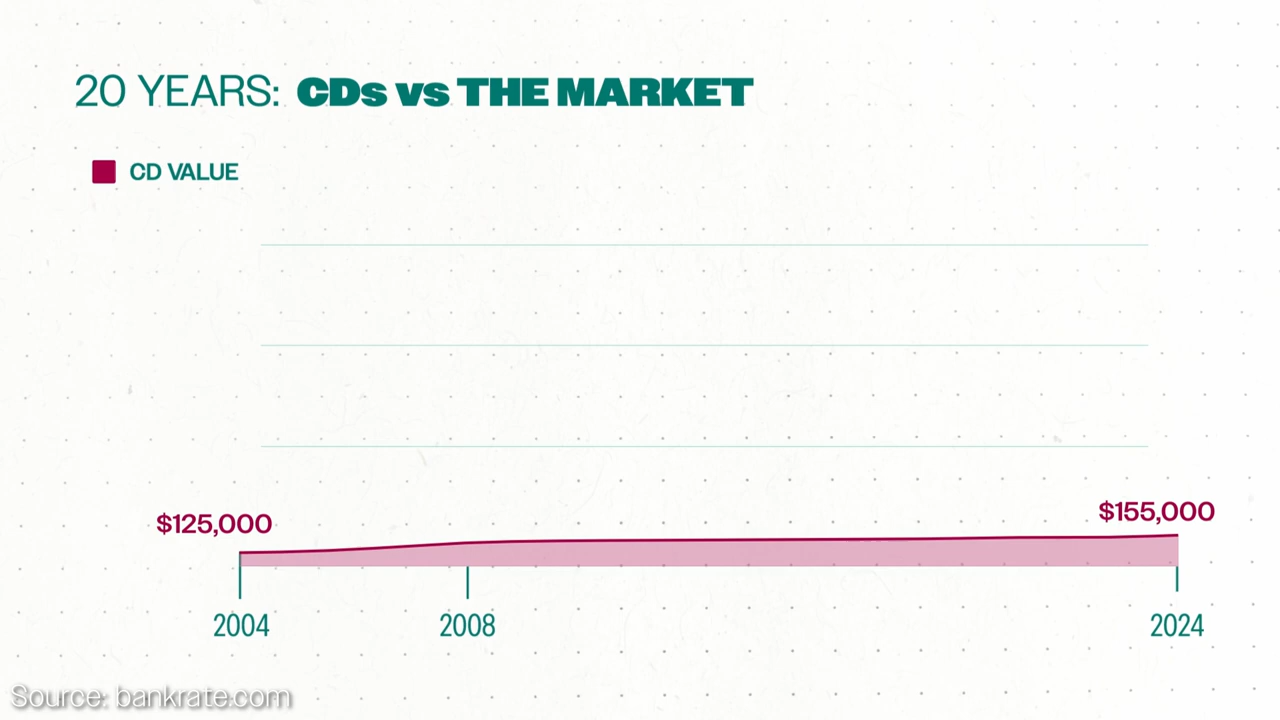 20 YEARS: CDs vs THE MARKET
CD VALUE
$125,000
$155,000
2004
2008
2024
Source: bankrate.com